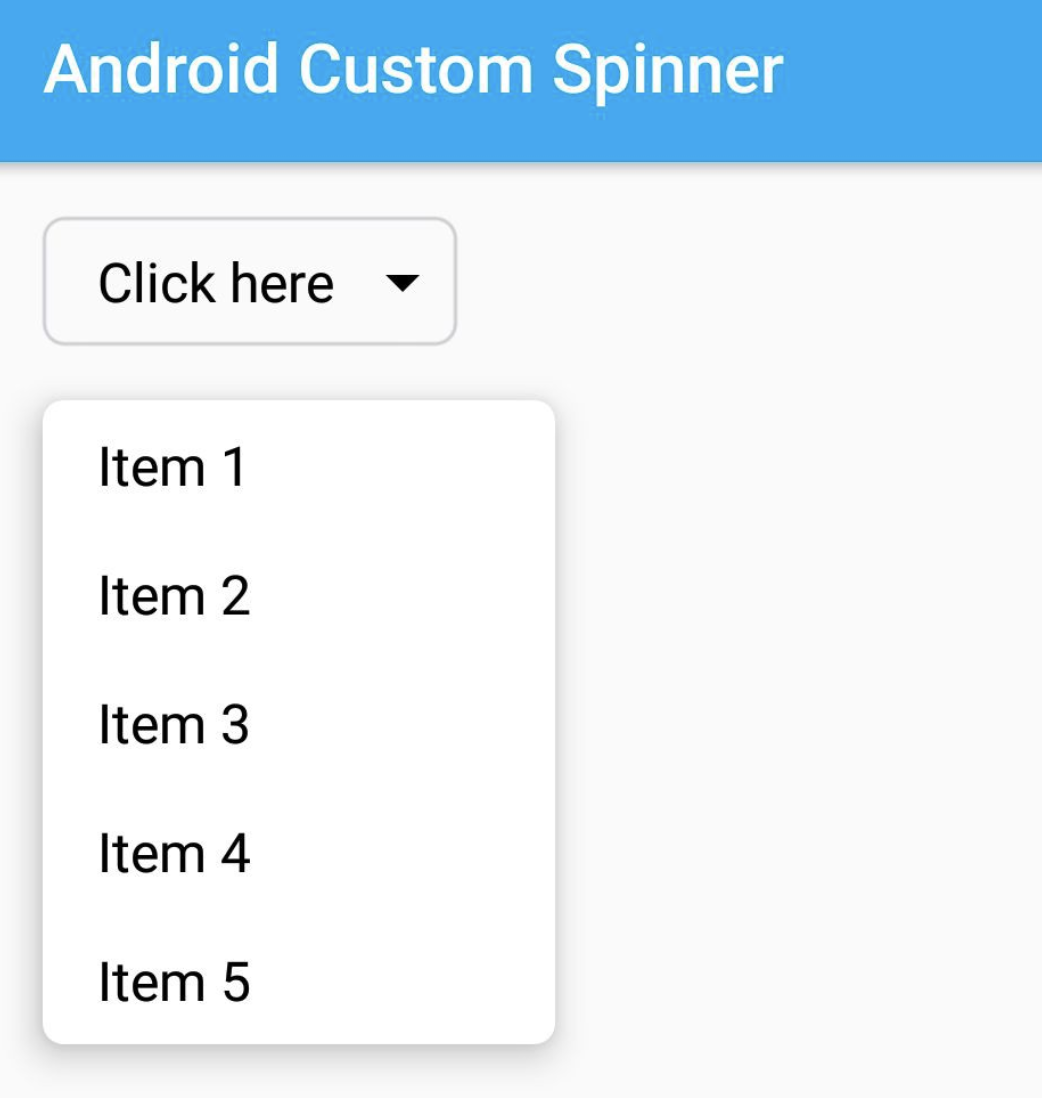 Android Custom Spinner
Click here
Item 1
Item 2
Item 3
Item 4
Item 5